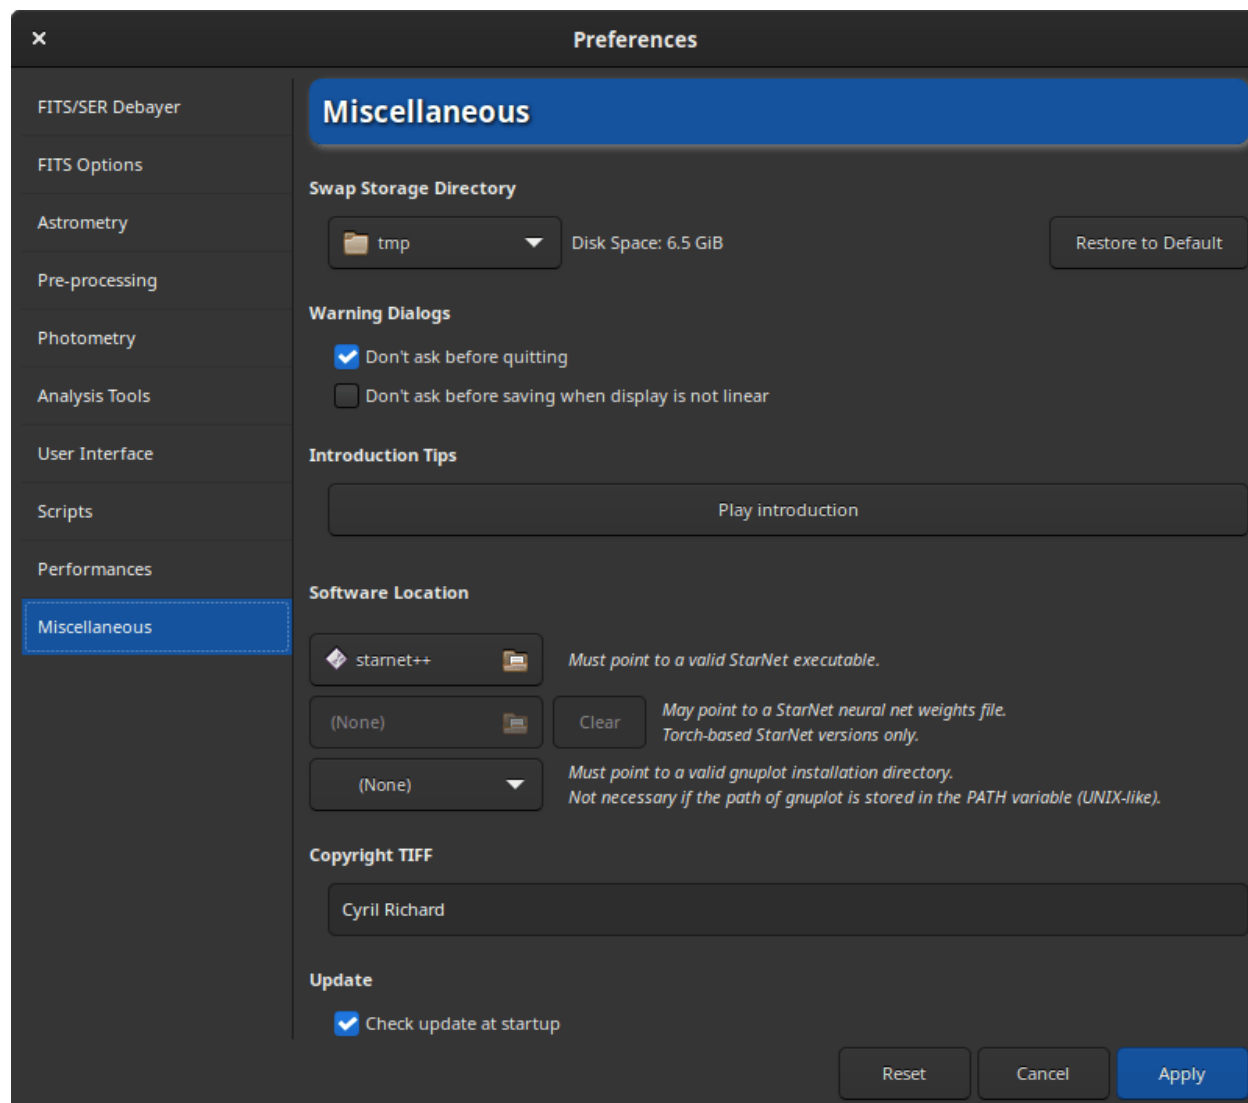 Preferences
FITS/SER Debayer
FITS Options
Astrometry
Pre-processing
Photometry
Analysis Tools
User Interface
Scripts
Performances
Miscellaneous
Miscellaneous
Swap Storage Directory
tmp
Disk Space: 6.5 GiB
Restore to Default
Warning Dialogs
Don't ask before quitting
Don't ask before saving when display is not linear
Introduction Tips
Play introduction
Software Location
starnet++
Must point to a valid StarNet executable.
(None)
Clear
May point to a StarNet neural net weights file.
Torch-based StarNet versions only.
(None)
Must point to a valid gnuplot installation directory.
Not necessary if the path of gnuplot is stored in the PATH variable (UNIX-like).
Copyright TIFF
Cyril Richard
Update
Check update at startup
Reset
Cancel
Apply